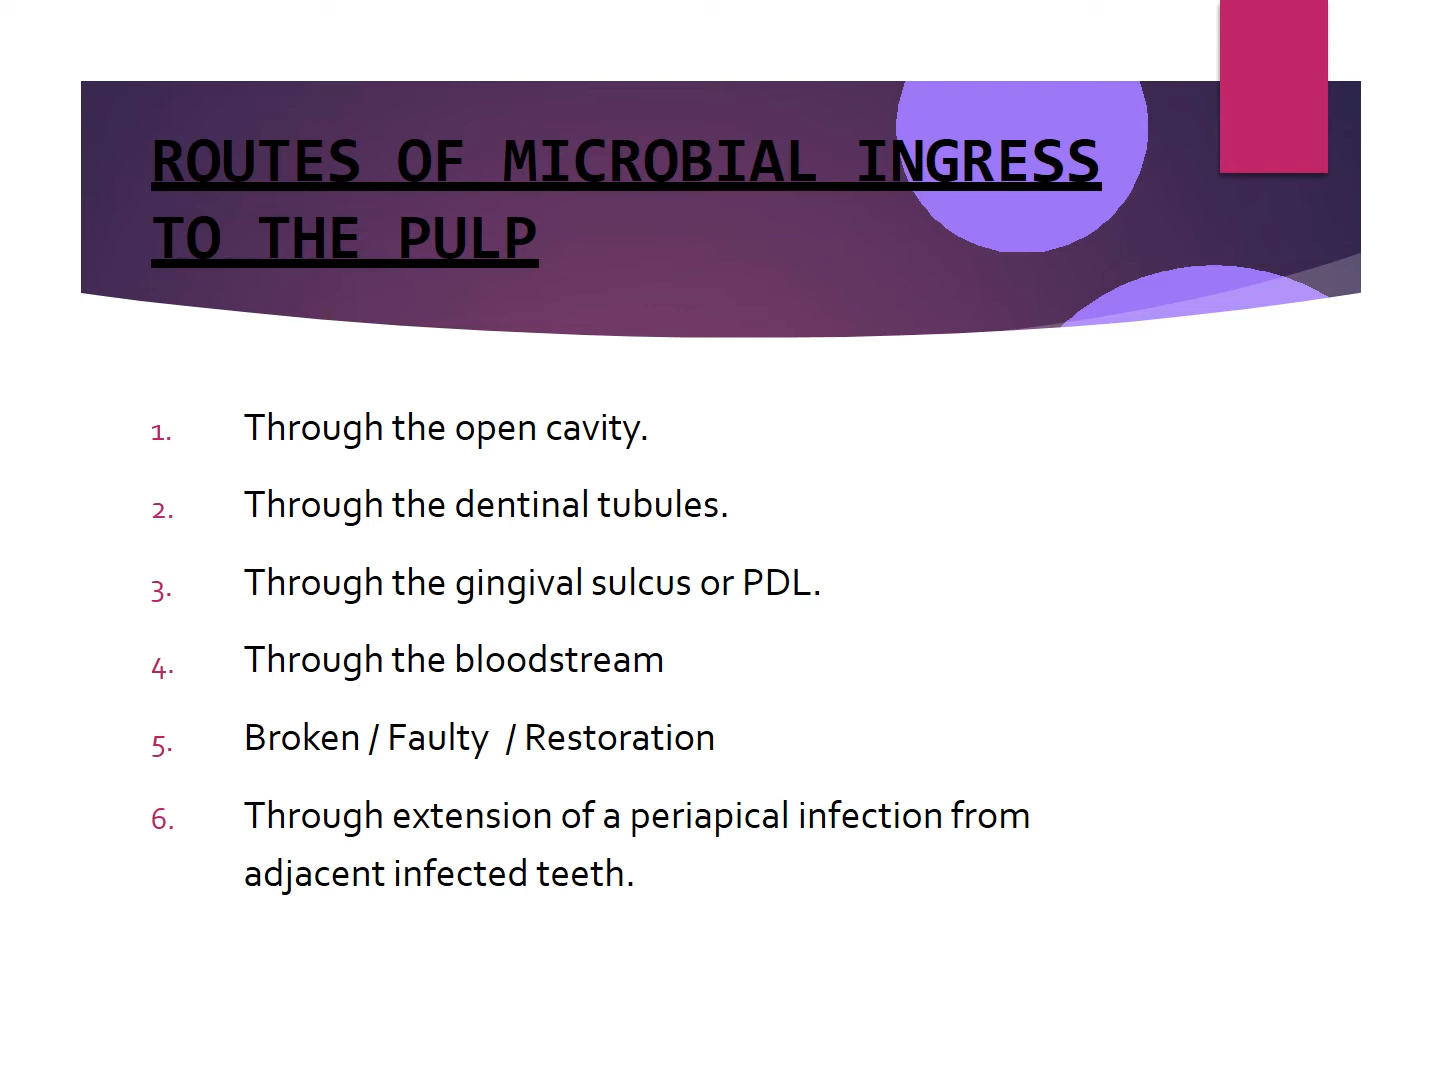 ROUTES OF MICROBIAL INGRESS
TO THE PULP
1. Through the open cavity.
2. Through the dentinal tubules.
3. Through the gingival sulcus or PDL.
4. Through the bloodstream
5. Broken / Faulty  / Restoration
6. Through extension of a periapical infection from
adjacent infected teeth.